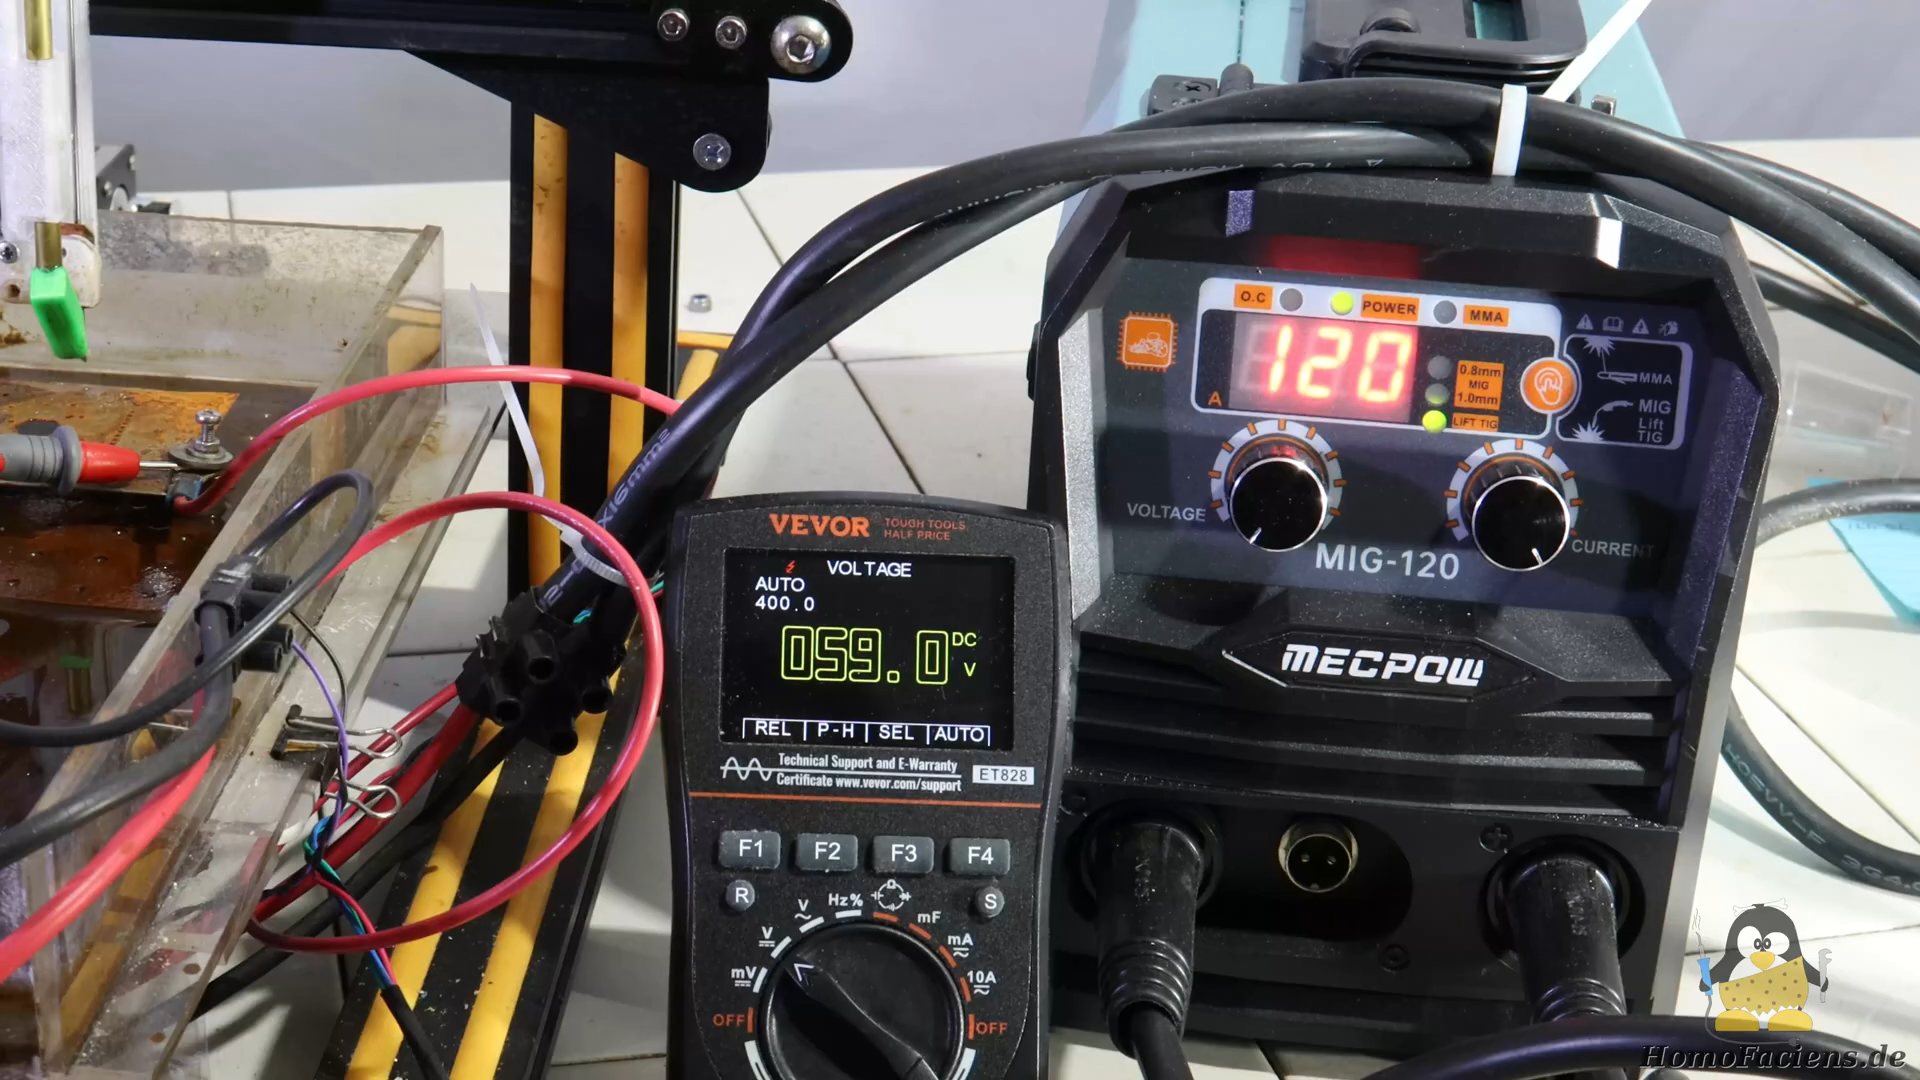 O.C
POWER
MMA
120
A
0.8mm
MIG
1.0mm
LIFT TIG
MMA
MIG
Lift
TIG
VOLTAGE
CURRENT
MIG-120
MECPOW
VEVOR
TOUGH TOOLS
HALF PRICE
VOLTAGE
AUTO
400.0
059.0
DC
V
REL P-H SEL AUTO
Technical Support and E-Warranty
Certificate www.vevor.com/support
ET828
F1 F2 F3 F4
R S
V
Hz%
mF
V
mA
mV
10A
OFF
OFF
HomoFaciens.de